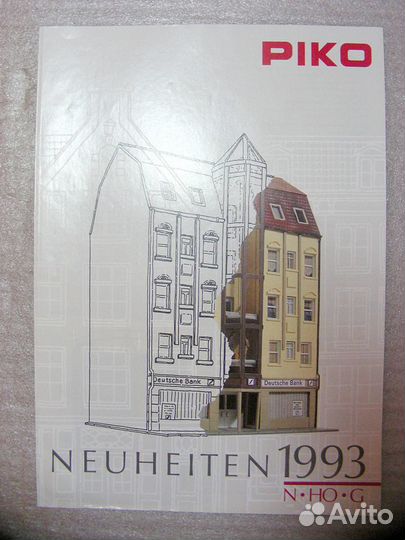 PIKO
Deutsche Bank
Deutsche Bank
NEUHEITEN 1993
N•HO•G
Avito